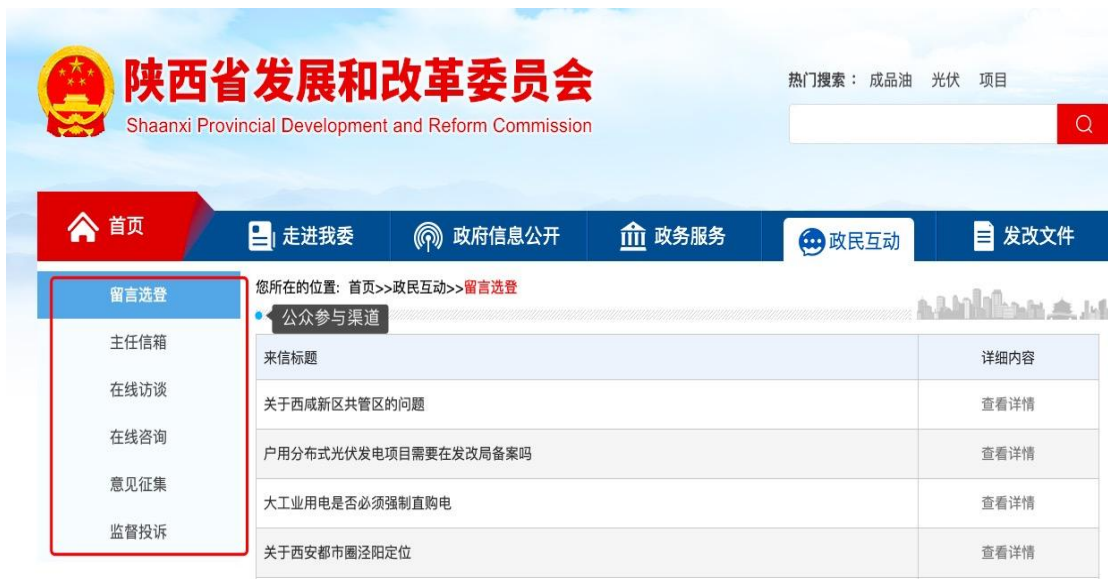 陕西省发展和改革委员会
Shaanxi Provincial Development and Reform Commission
热门搜索： 成品油 光伏 项目
首页 走进我委 政府信息公开 政务服务 政民互动 发改文件
留言选登
主任信箱
在线访谈
在线咨询
意见征集
监督投诉
您所在的位置: 首页>>政民互动>>留言选登
公众参与渠道
来信标题 详细内容
关于西咸新区共管区的问题 查看详情
户用分布式光伏发电项目需要在发改局备案吗 查看详情
大工业用电是否必须强制直购电 查看详情
关于西安都市圈泾阳定位 查看详情